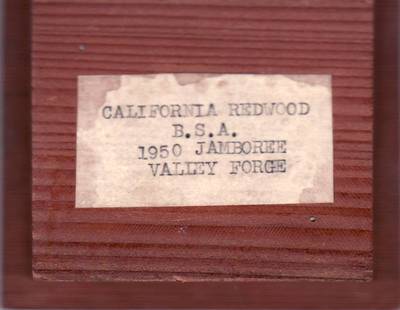 CALIFORNIA REDWOOD
B.S.A.
1950 JAMBOREE
VALLEY FORGE